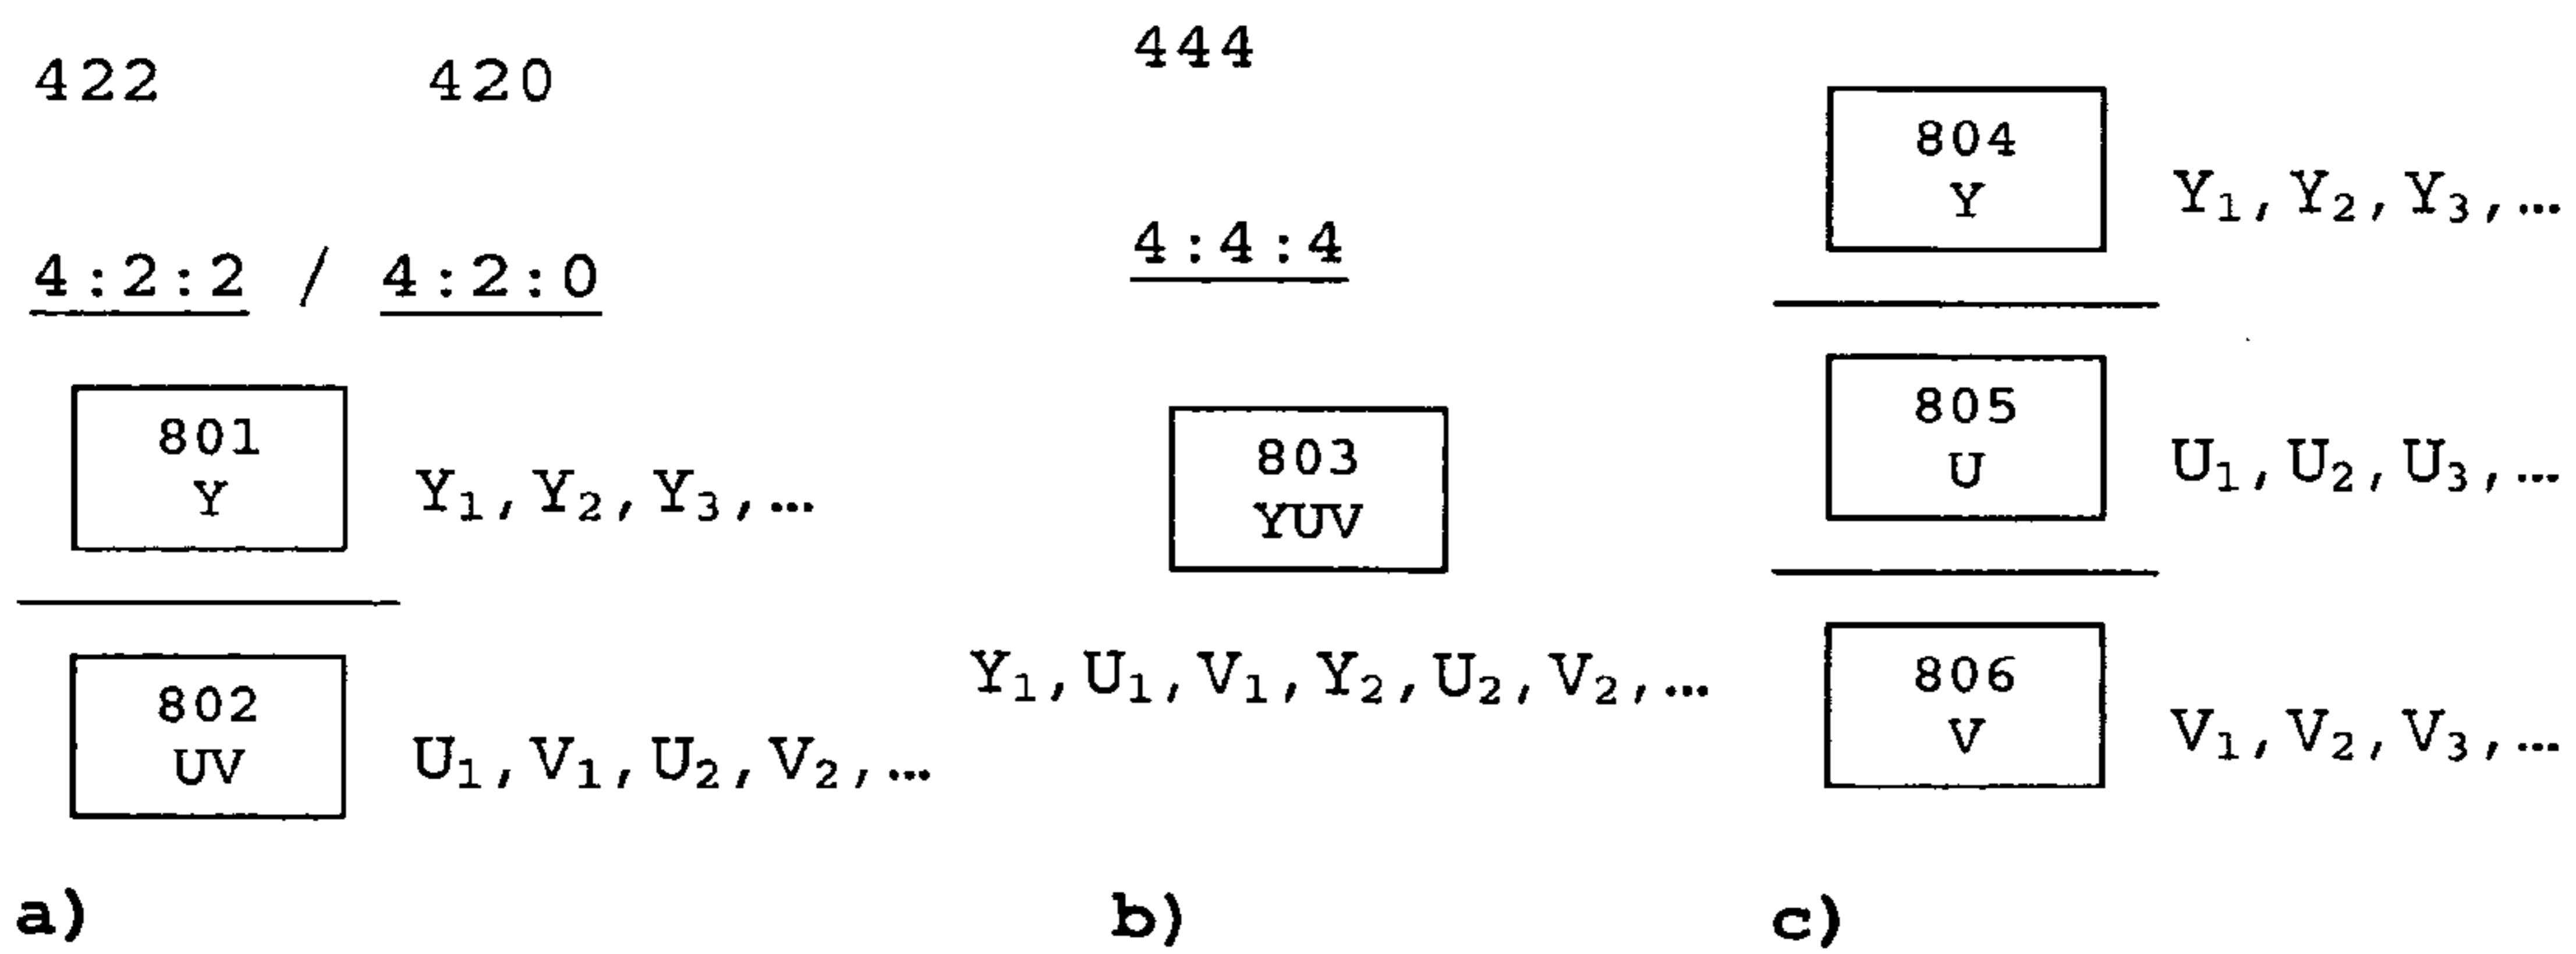 422 420
4:2:2 / 4:2:0
801
Y
Y₁, Y₂, Y₃, …
802
UV
U₁, V₁, U₂, V₂, …
a)
444
4:4:4
803
YUV
Y₁, U₁, V₁, Y₂, U₂, V₂, …
b)
804
Y
Y₁, Y₂, Y₃, …
805
U
U₁, U₂, U₃, …
806
V
V₁, V₂, V₃, …
c)